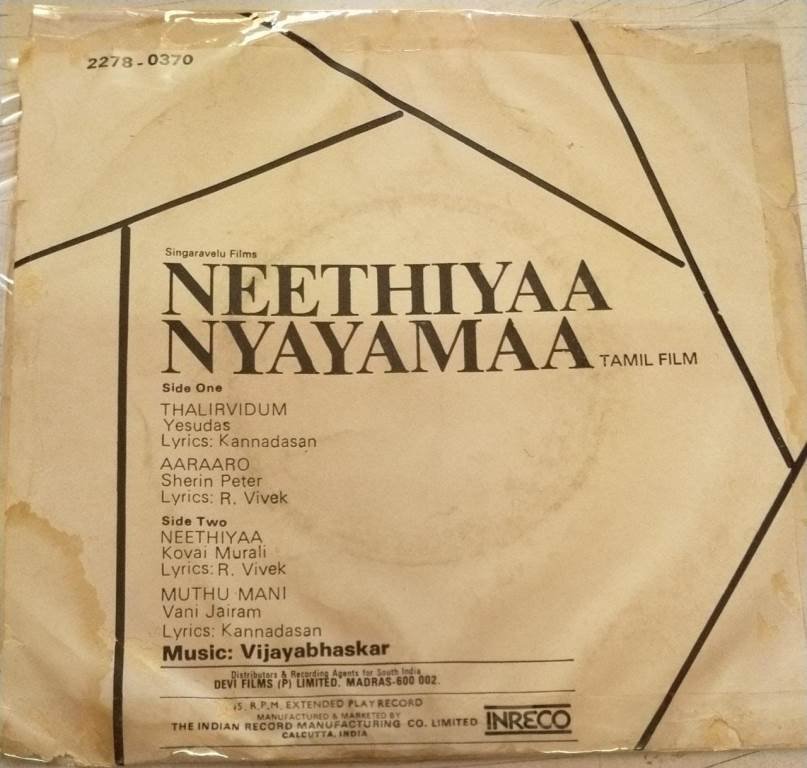 2278-0370
Singaravelu Films
NEETHIYAA
NYAYAMAA TAMIL FILM
Side One
THALIRVIDUM
Yesudas
Lyrics: Kannadasan
AARAARO
Sherin Peter
Lyrics: R. Vivek
Side Two
NEETHIYAA
Kovai Murali
Lyrics: R. Vivek
MUTHU MANI
Vani Jairam
Lyrics: Kannadasan
Music: Vijayabhaskar
Distributors & Recording Agents for South India
DEVI FILMS (P) LIMITED. MADRAS-600 002.
R.P.M. EXTENDED PLAY RECORD
MANUFACTURED & MARKETED BY
THE INDIAN RECORD MANUFACTURING CO. LIMITED
CALCUTTA, INDIA
INRECO